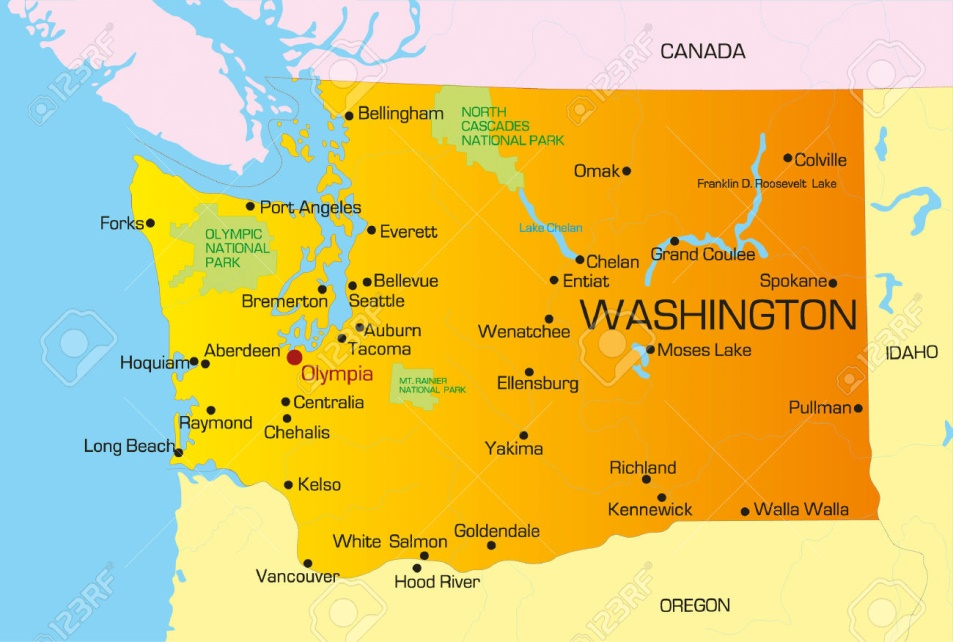 CANADA
Bellingham
NORTH
CASCADES
NATIONAL PARK
Omak
Colville
Franklin D. Roosevelt Lake
Port Angeles
Forks
OLYMPIC
NATIONAL
PARK
Everett
Lake Chelan
Grand Coulee
Chelan
Entiat
Spokane
Bellevue
Seattle
Bremerton
WASHINGTON
Wenatchee
Auburn
Tacoma
Aberdeen
Hoquiam
Olympia
Moses Lake
IDAHO
MT. RAINIER
NATIONAL PARK
Ellensburg
Centralia
Raymond
Chehalis
Pullman
Long Beach
Yakima
Richland
Kelso
Kennewick
Walla Walla
Goldendale
White Salmon
Vancouver
Hood River
OREGON
123RF